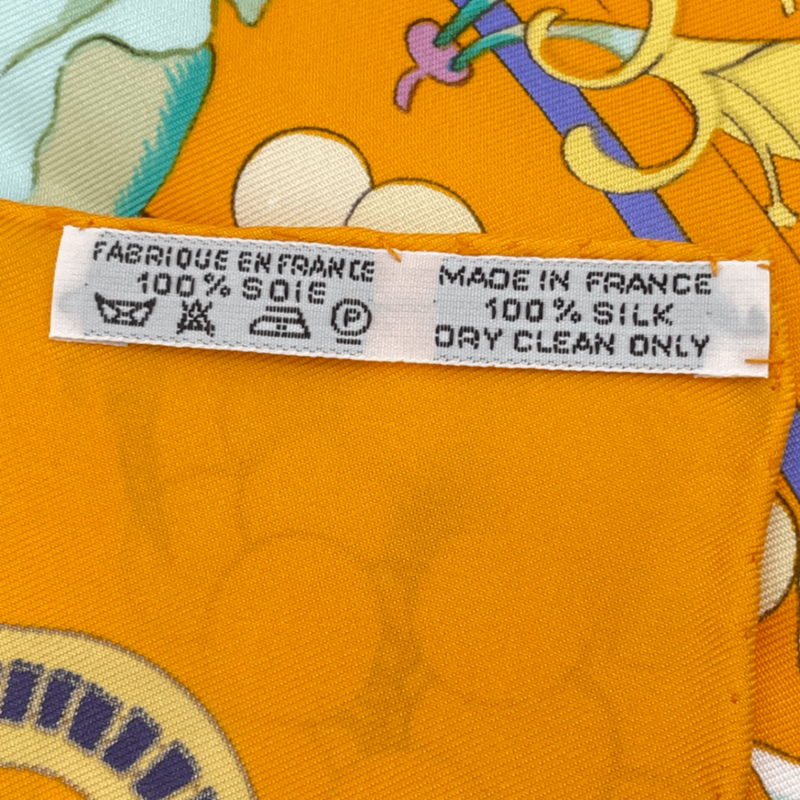 FABRIQUE EN FRANCE
100% SOIE
P
MADE IN FRANCE
100% SILK
DRY CLEAN ONLY